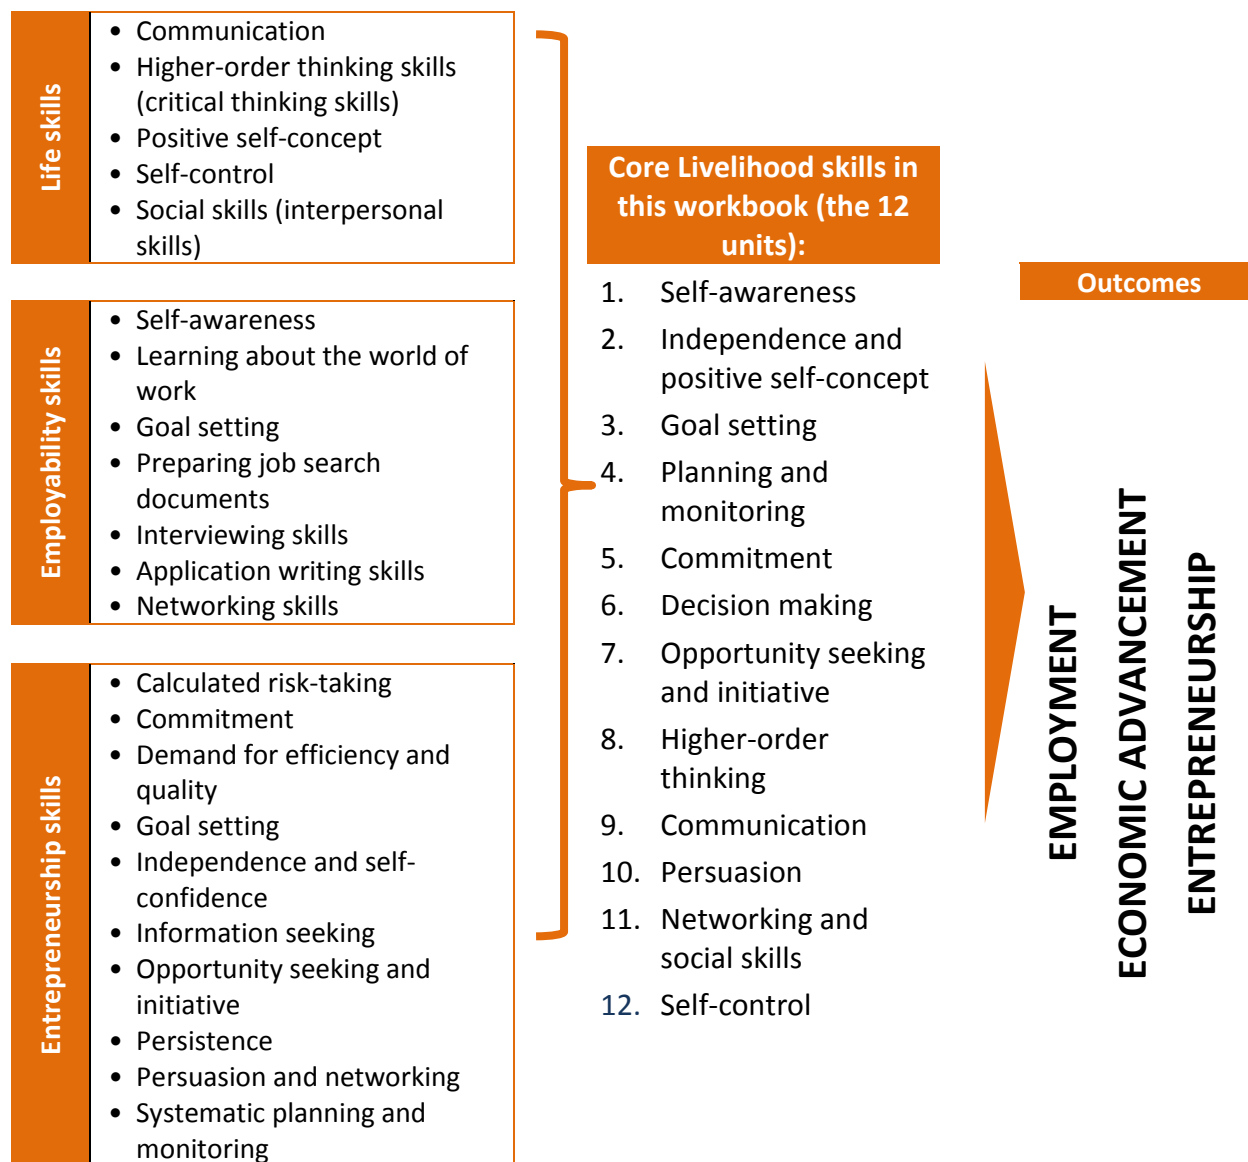 Life skills
• Communication
• Higher-order thinking skills
(critical thinking skills)
• Positive self-concept
• Self-control
• Social skills (interpersonal
skills)
Employability skills
• Self-awareness
• Learning about the world of
work
• Goal setting
• Preparing job search
documents
• Interviewing skills
• Application writing skills
• Networking skills
Entrepreneurship skills
• Calculated risk-taking
• Commitment
• Demand for efficiency and
quality
• Goal setting
• Independence and self-
confidence
• Information seeking
• Opportunity seeking and
initiative
• Persistence
• Persuasion and networking
• Systematic planning and
monitoring
Core Livelihood skills in
this workbook (the 12
units):
1. Self-awareness
2. Independence and
positive self-concept
3. Goal setting
4. Planning and
monitoring
5. Commitment
6. Decision making
7. Opportunity seeking
and initiative
8. Higher-order
thinking
9. Communication
10. Persuasion
11. Networking and
social skills
12. Self-control
Outcomes
EMPLOYMENT
ECONOMIC ADVANCEMENT
ENTREPRENEURSHIP